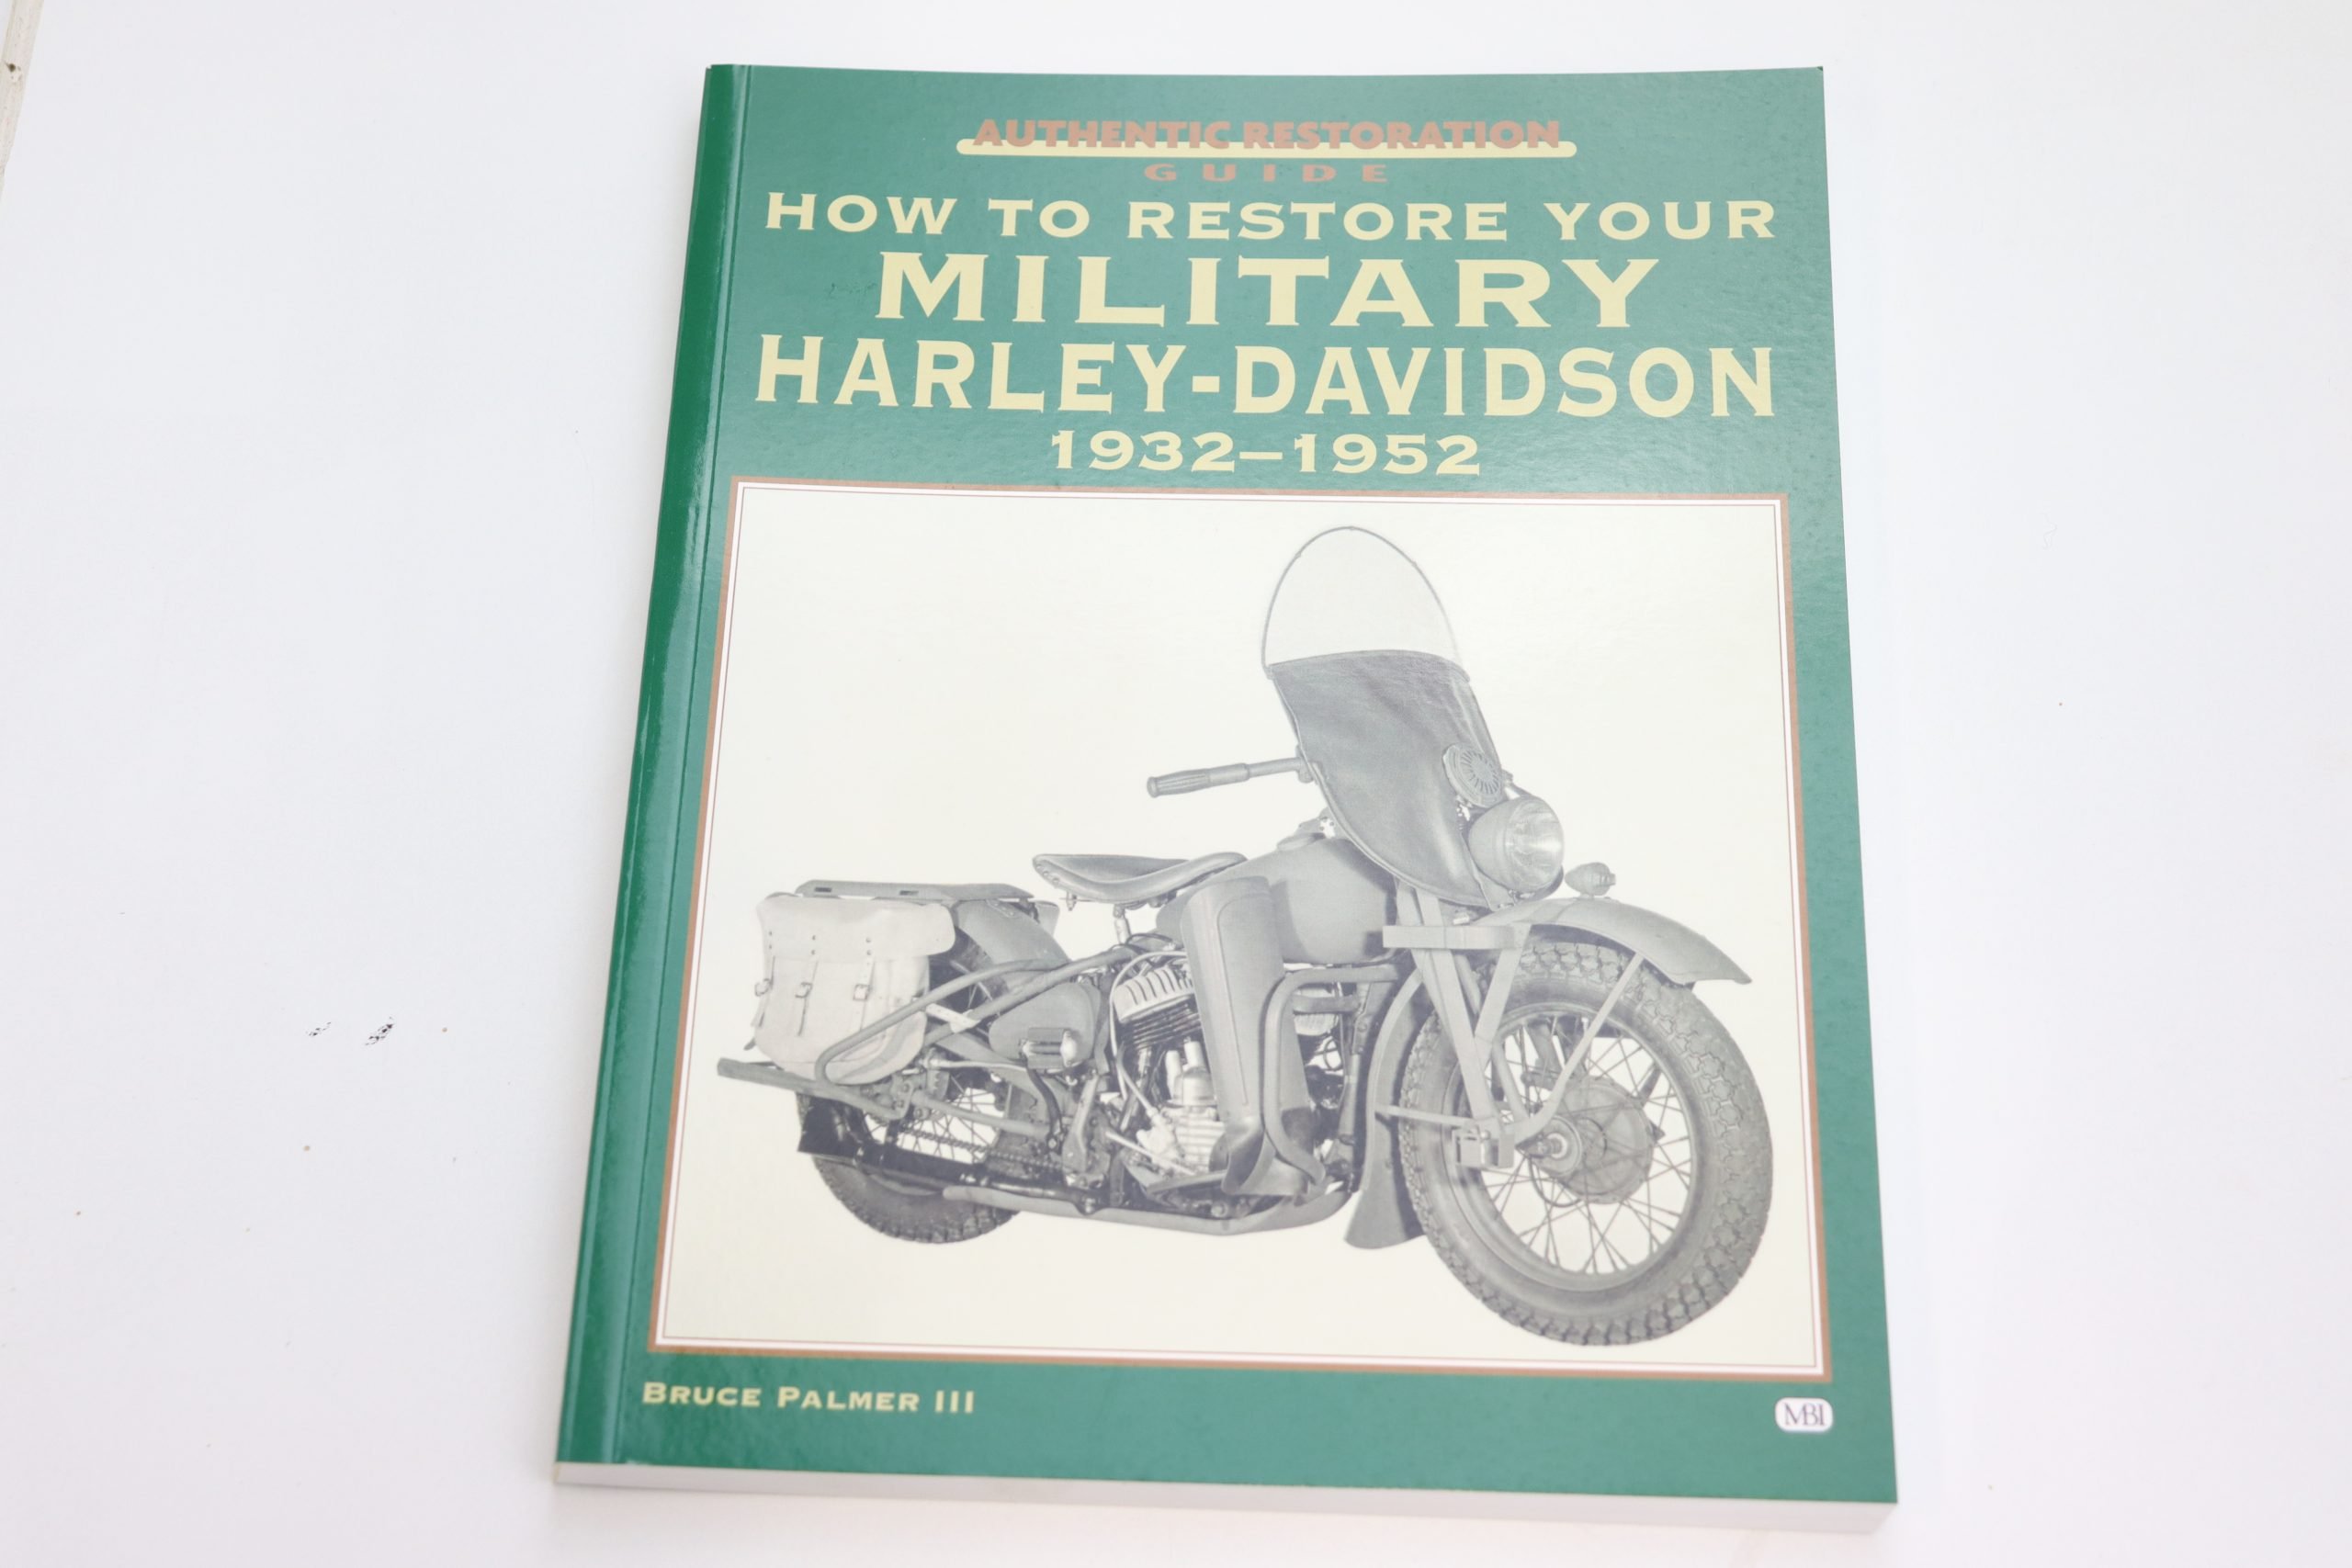 AUTHENTIC RESTORATION
GUIDE
HOW TO RESTORE YOUR
MILITARY
HARLEY-DAVIDSON
1932–1952
BRUCE PALMER III
MBI